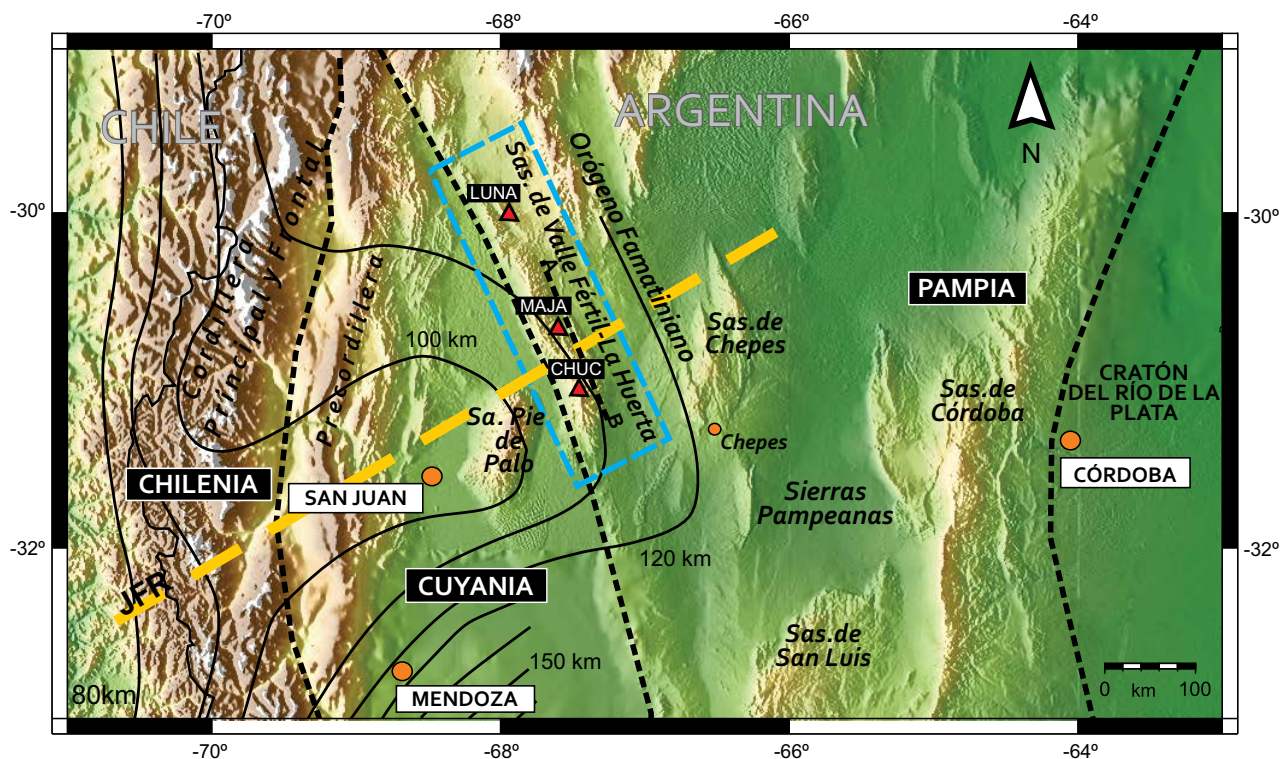 -70º
-68º
-66º
-64º
CHILE
ARGENTINA
N
-30º
-30º
LUNA
Sas. de Valle Fértil-La Huerta
Orógeno Famatiniano
Cordillera
Principal y Frontal
Precordillera
A
MAJA
PAMPIA
100 km
Sas.de
Chepes
CHUC
CRATÓN
DEL RÍO DE LA
PLATA
Sas.de
Córdoba
B
Sa. Pie
de
Palo
Chepes
CHILENIA
SAN JUAN
CÓRDOBA
Sierras
Pampeanas
-32º
-32º
120 km
JFR
CUYANIA
Sas.de
San Luis
150 km
80km
MENDOZA
0 km 100
-70º
-68º
-66º
-64º